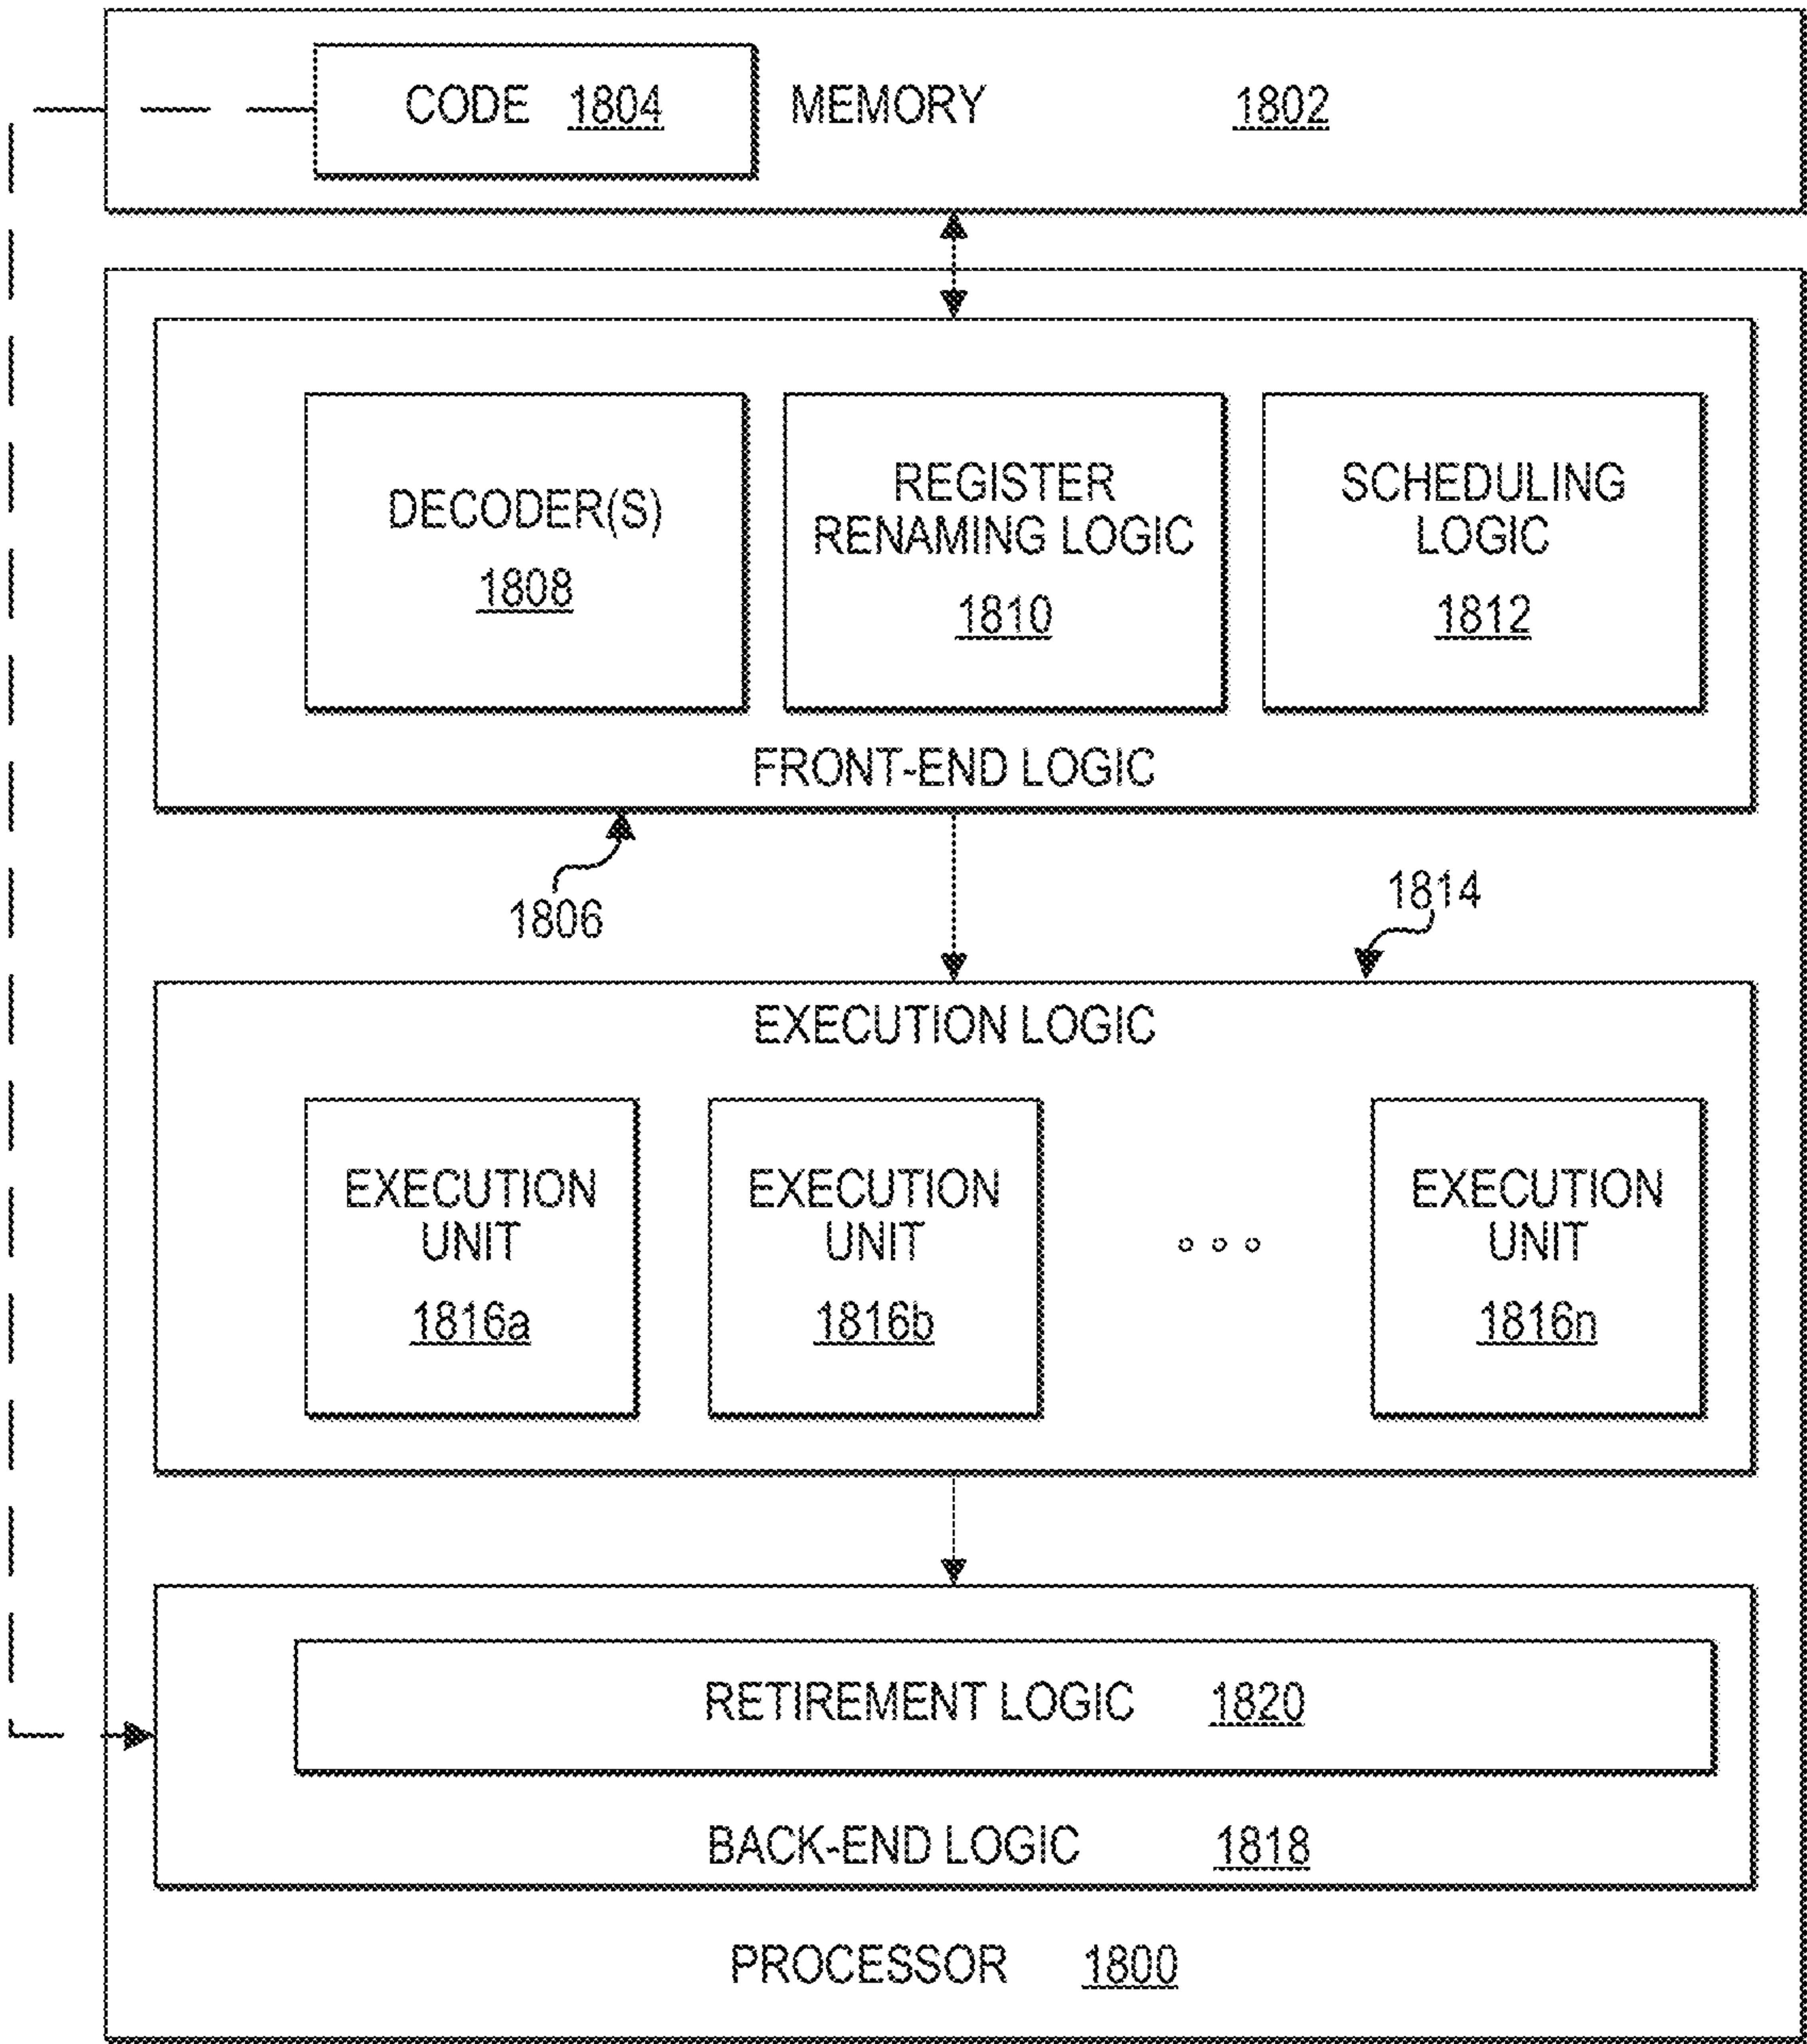 CODE 1804 MEMORY 1802
DECODER(S)
1808
REGISTER
RENAMING LOGIC
1810
SCHEDULING
LOGIC
1812
FRONT-END LOGIC
1806
1814
EXECUTION LOGIC
EXECUTION
UNIT
1816a
EXECUTION
UNIT
1816b
EXECUTION
UNIT
1816n
RETIREMENT LOGIC 1820
BACK-END LOGIC 1818
PROCESSOR 1800